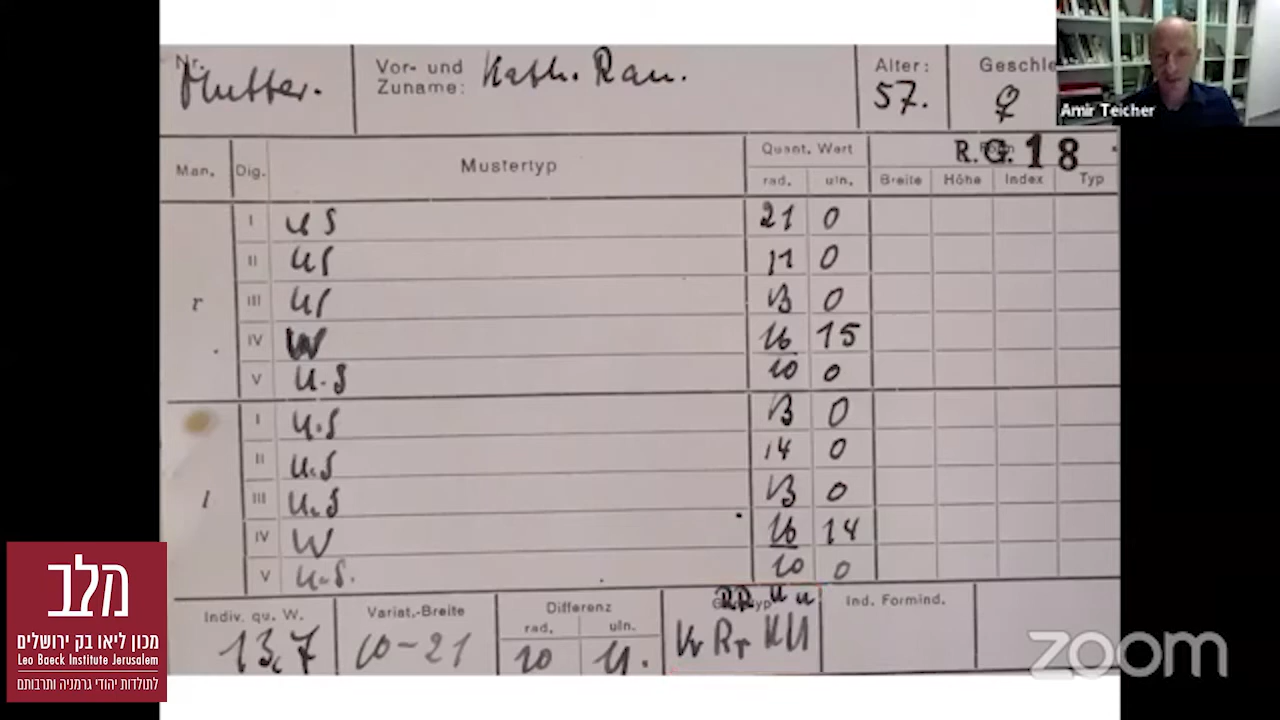 Nr. Mutter.
Vor- und Zuname: Kath. Rau.
Alter: 57.
Geschle ♀
Amir Teicher
R.G. 18
Man. Dig. Mustertyp Quant. Wert
rad. uln. Breite Höhe Index Typ
r I U S 21 0
II U S 11 0
III U S 13 0
IV W 16 15
V U.S 10 0
l I U.S 13 0
II U.S 14 0
III U.S 13 0
IV W 16 14
V U.S. 10 0
Indiv. qu. W. 13,7
Variat.-Breite 10-21
Differenz
rad. uln.
10
RR UU
Ind. Formind.
מלב
מכון ליאו בק ירושלים
Leo Baeck Institute Jerusalem
לתולדות יהודי גרמניה ותרבותם
zoom